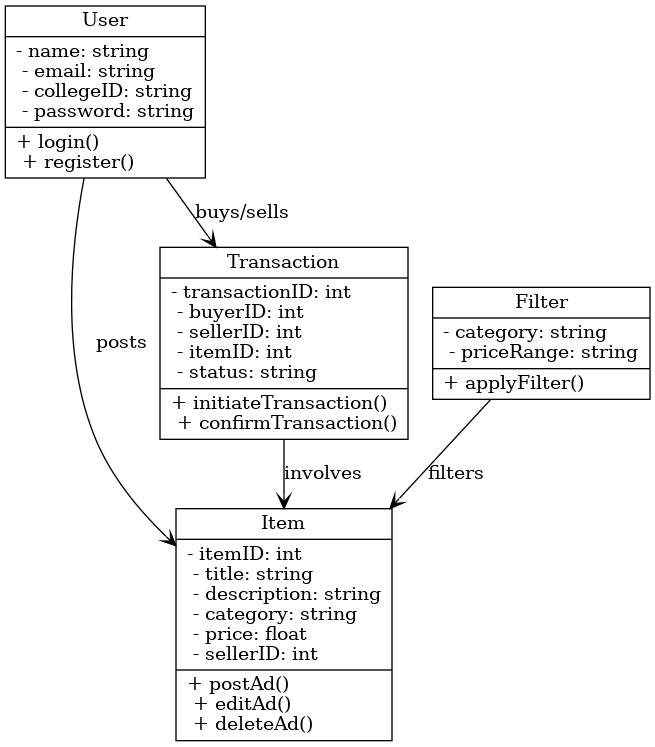 User
- name: string
- email: string
- collegeID: string
- password: string
+ login()
+ register()
buys/sells
posts
Transaction
- transactionID: int
- buyerID: int
- sellerID: int
- itemID: int
- status: string
+ initiateTransaction()
+ confirmTransaction()
Filter
- category: string
- priceRange: string
+ applyFilter()
involves
filters
Item
- itemID: int
- title: string
- description: string
- category: string
- price: float
- sellerID: int
+ postAd()
+ editAd()
+ deleteAd()